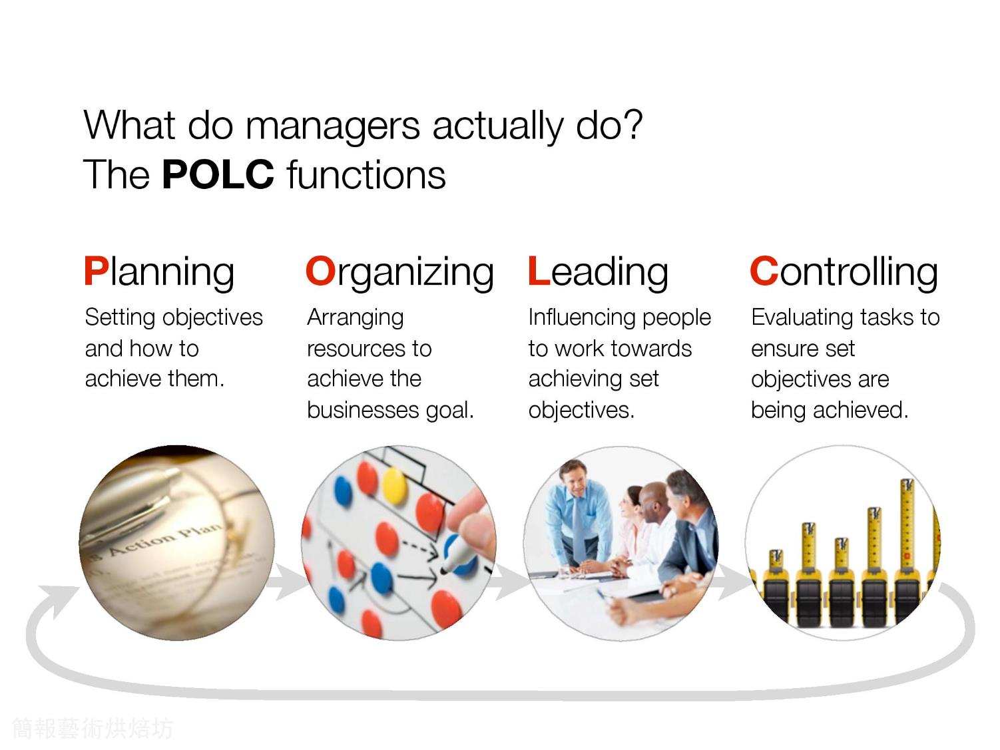 What do managers actually do?
The POLC functions
Planning
Setting objectives
and how to
achieve them.
Organizing
Arranging
resources to
achieve the
businesses goal.
Leading
Influencing people
to work towards
achieving set
objectives.
Controlling
Evaluating tasks to
ensure set
objectives are
being achieved.
s Action Plan
簡報藝術烘焙坊